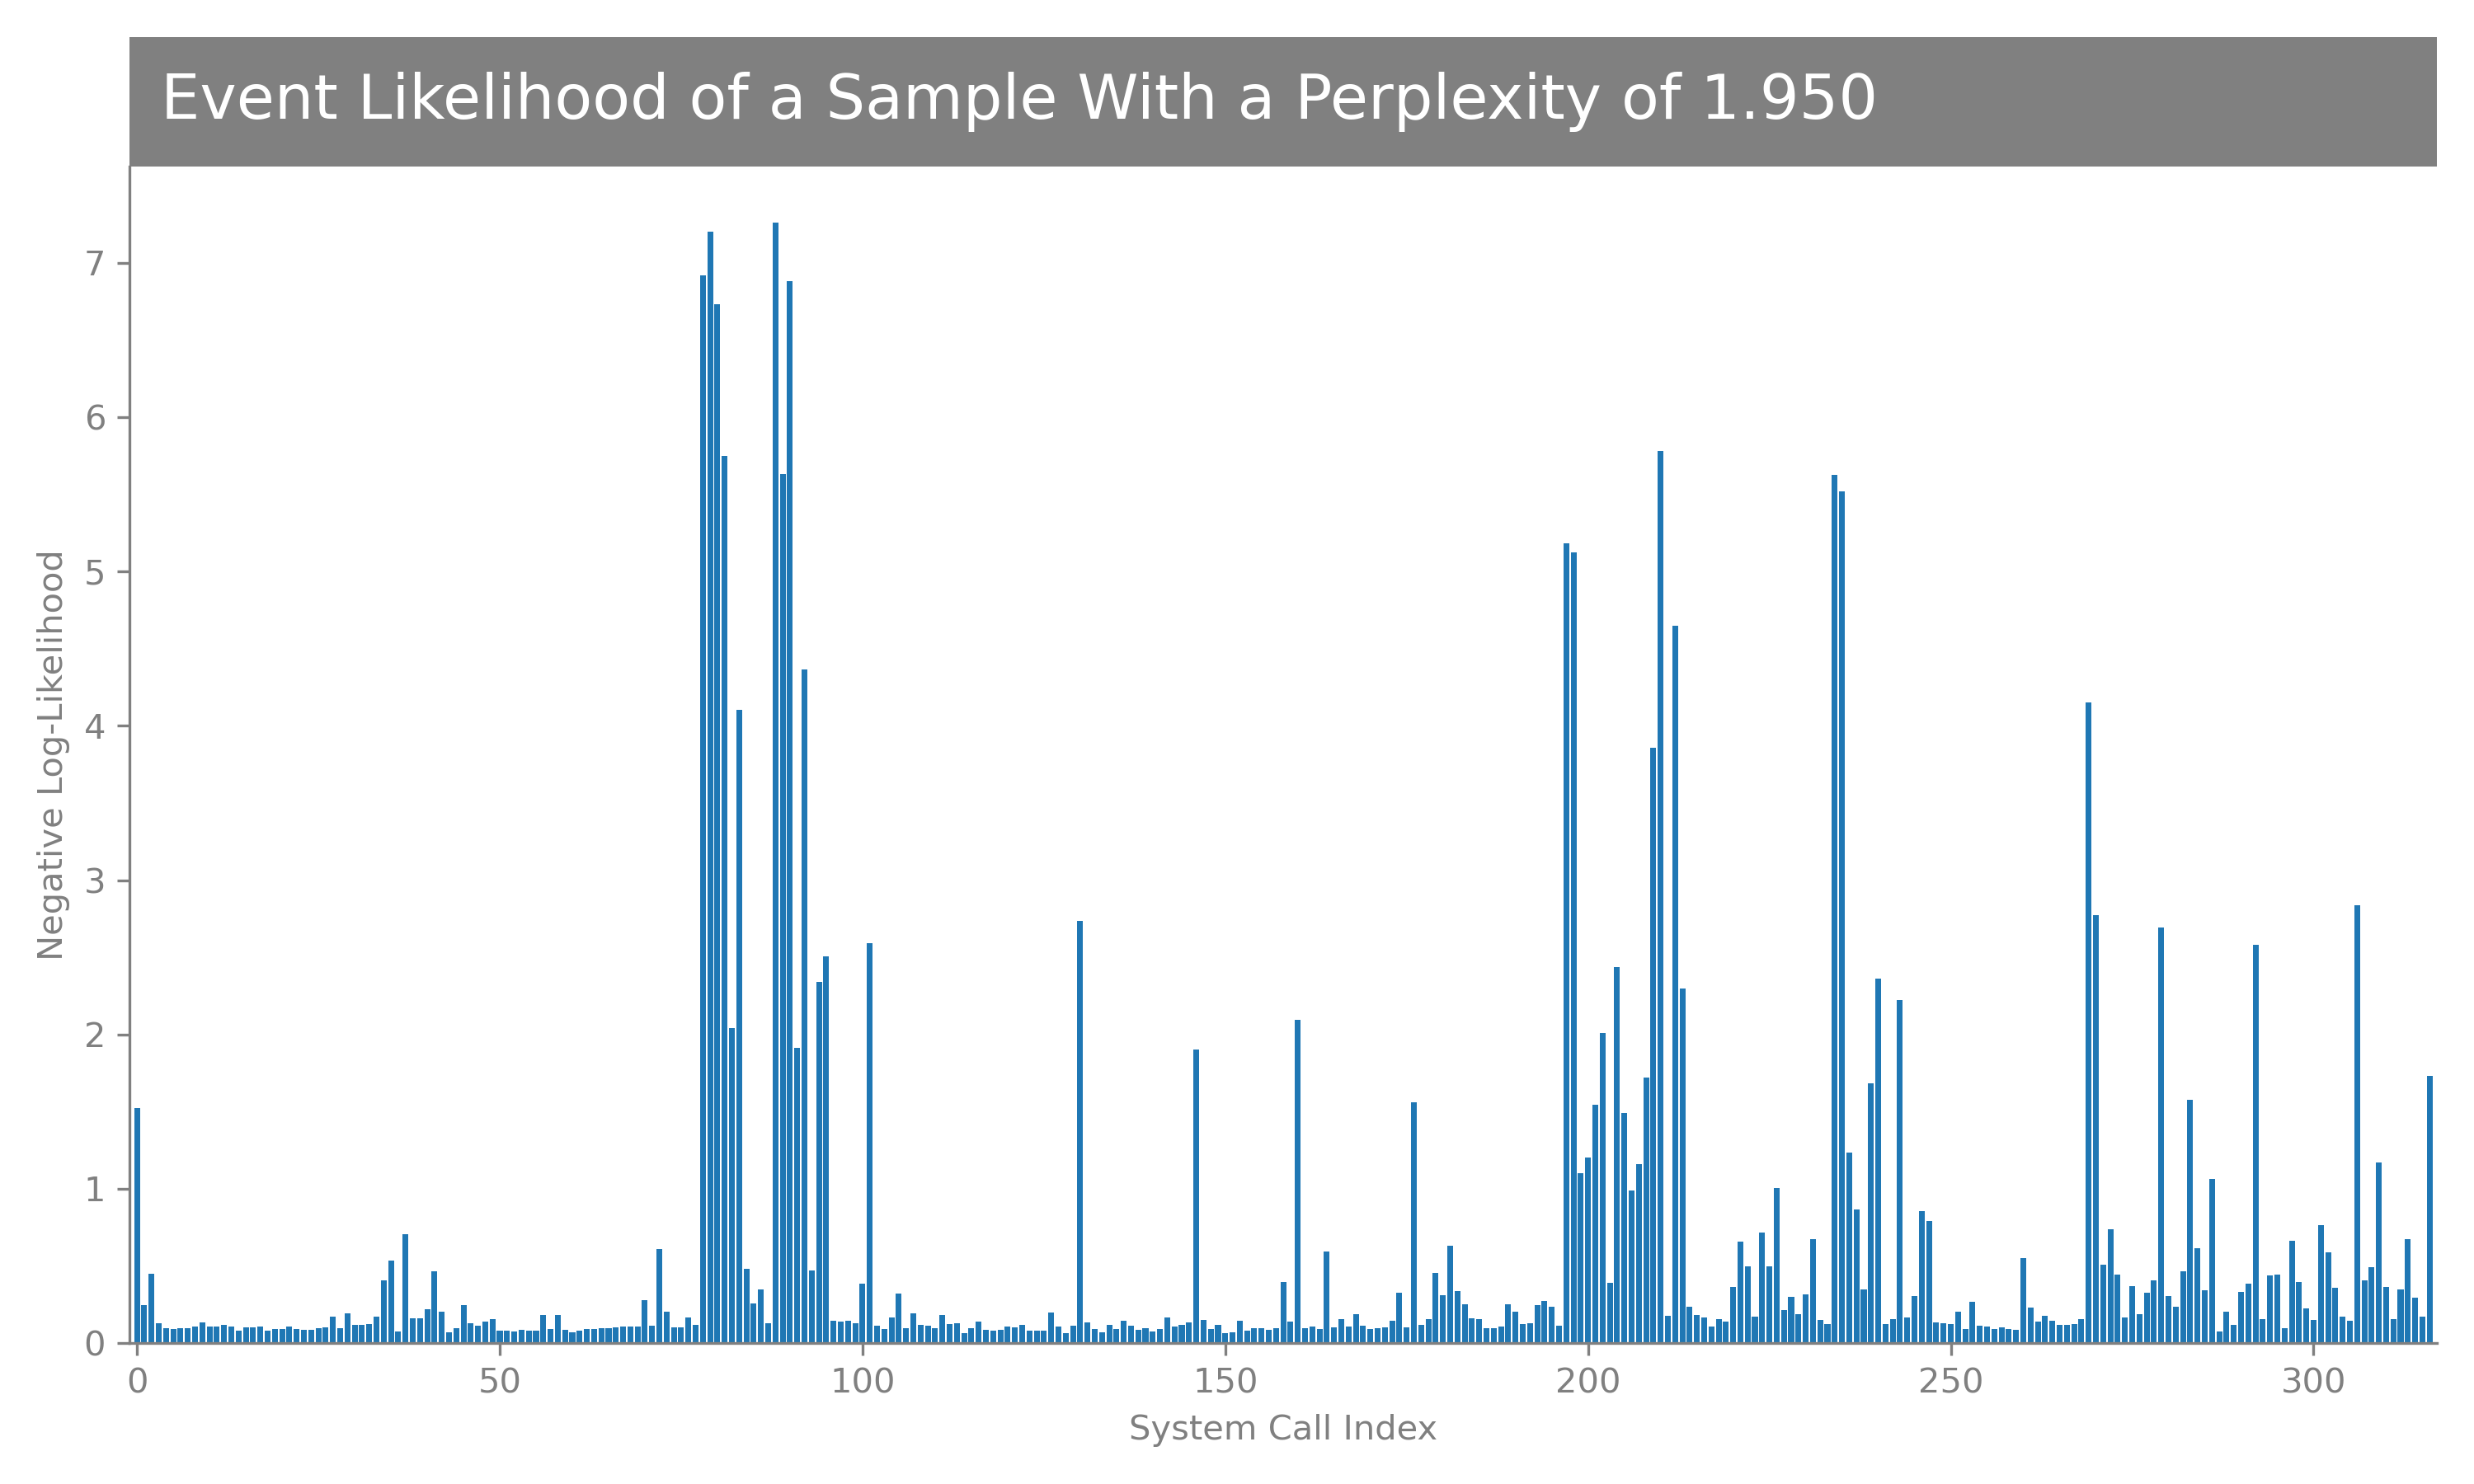 Event Likelihood of a Sample With a Perplexity of 1.950
Negative Log-Likelihood
7
6
5
4
3
2
1
0
0 50 100 150 200 250 300
System Call Index